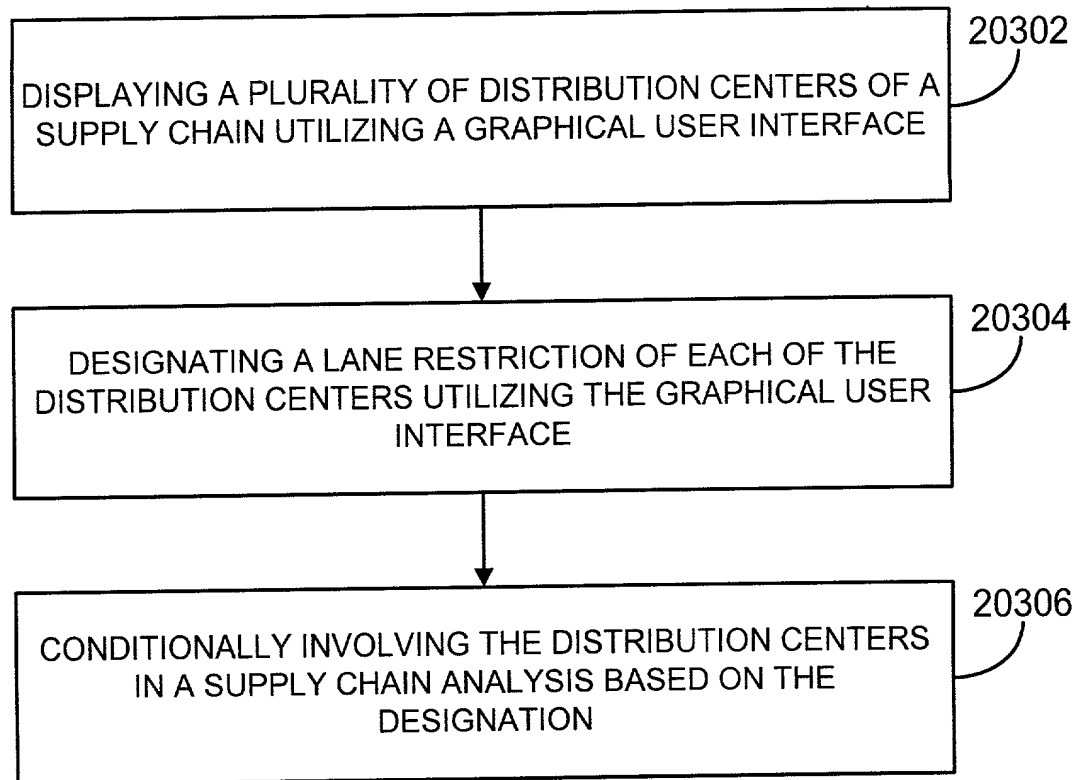 20302
DISPLAYING A PLURALITY OF DISTRIBUTION CENTERS OF A
SUPPLY CHAIN UTILIZING A GRAPHICAL USER INTERFACE
20304
DESIGNATING A LANE RESTRICTION OF EACH OF THE
DISTRIBUTION CENTERS UTILIZING THE GRAPHICAL USER
INTERFACE
20306
CONDITIONALLY INVOLVING THE DISTRIBUTION CENTERS
IN A SUPPLY CHAIN ANALYSIS BASED ON THE
DESIGNATION